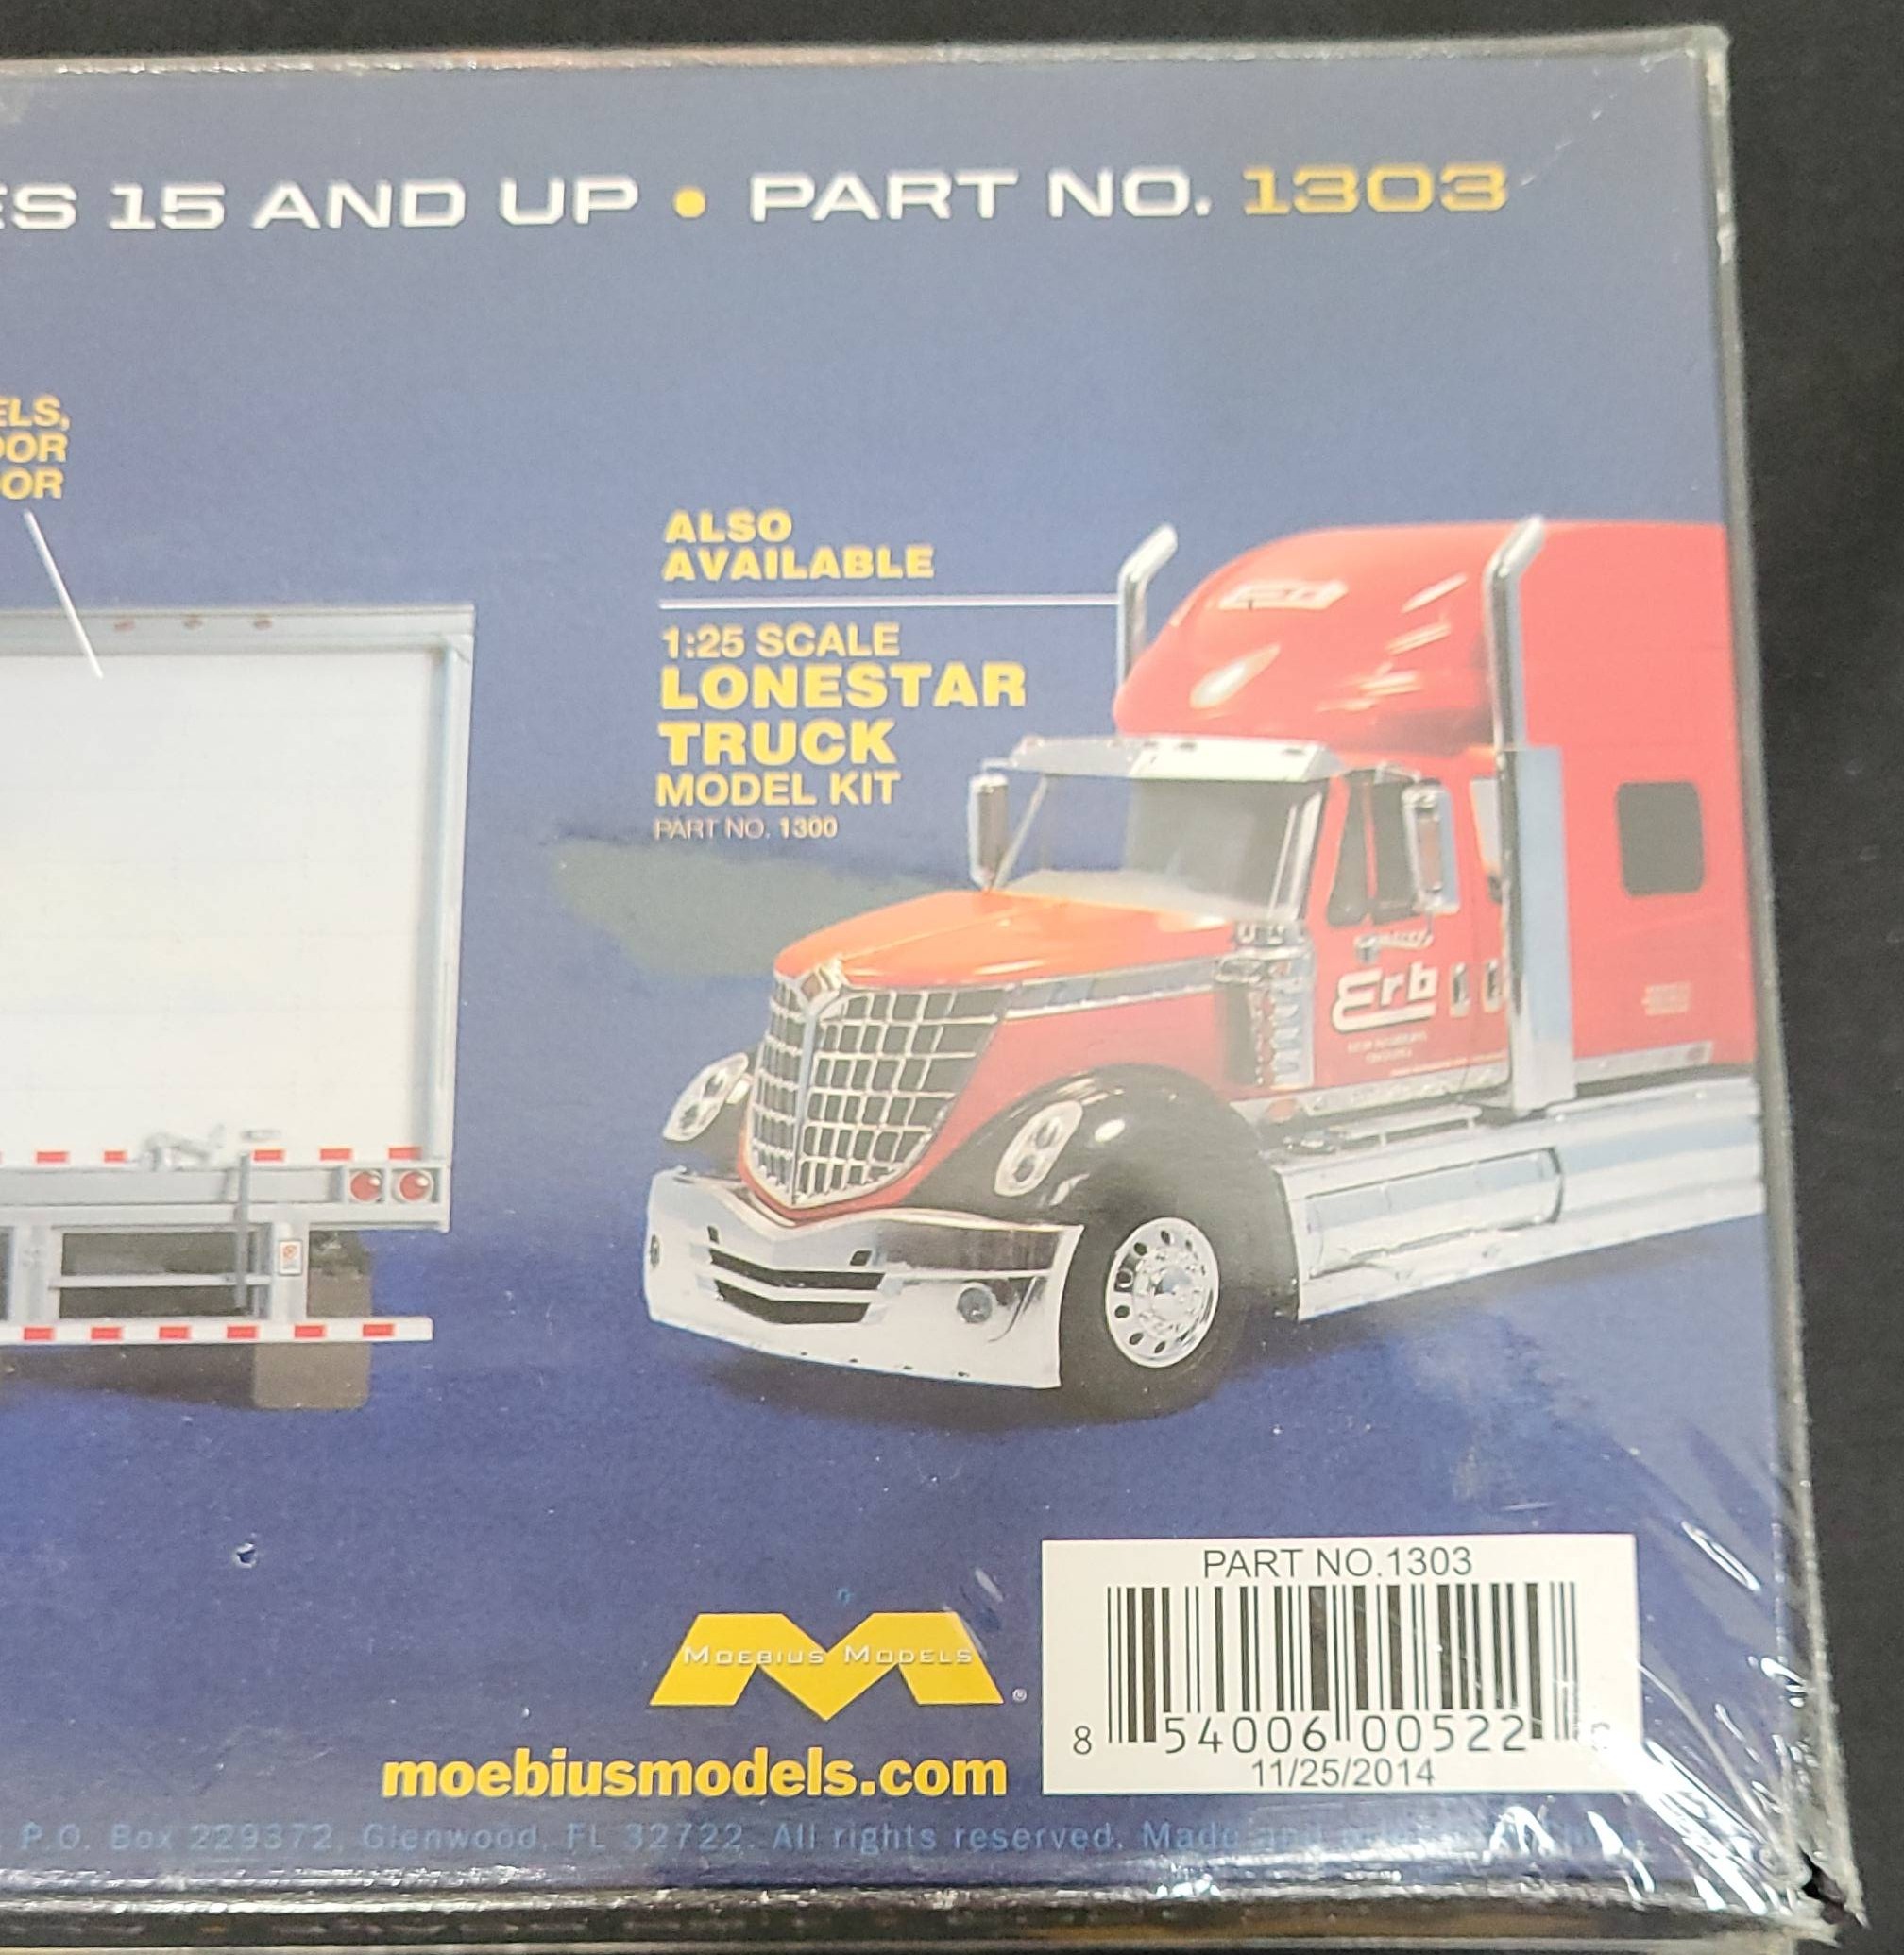 ES 15 AND UP • PART NO. 1303
ELS,
OOR
OR
ALSO
AVAILABLE
1:25 SCALE
LONESTAR
TRUCK
MODEL KIT
PART NO. 1300
Erb
MOEBIUS MODELS
®
moebiusmodels.com
PART NO.1303
8 54006 00522
11/25/2014
P.O. Box 229372, Glenwood, FL 32722. All rights reserved. Made and